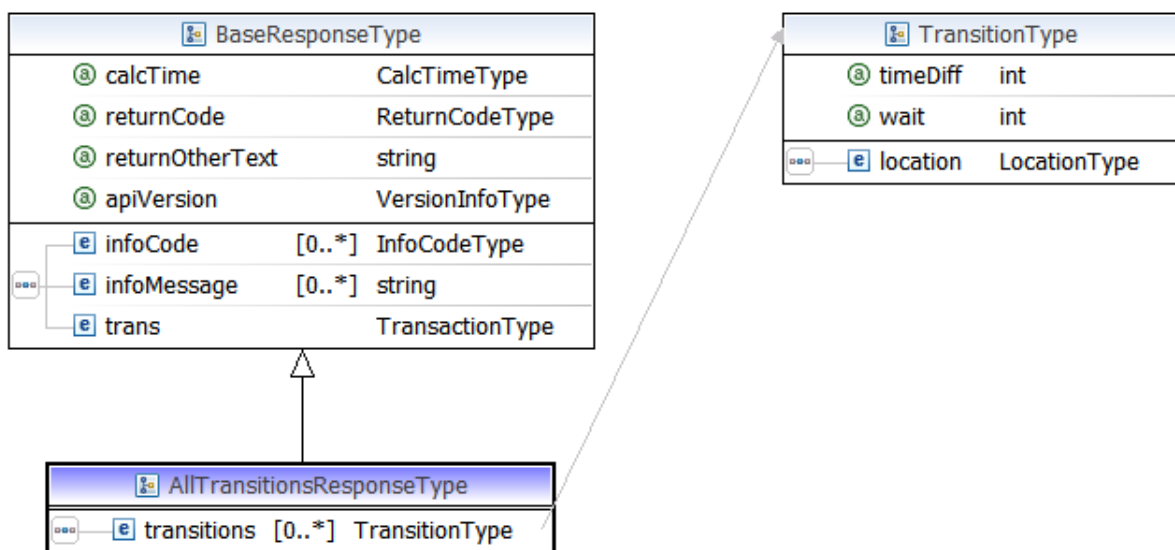 BaseResponseType
calcTime CalcTimeType
returnCode ReturnCodeType
returnOtherText string
apiVersion VersionInfoType
infoCode [0..*] InfoCodeType
infoMessage [0..*] string
trans TransactionType
TransitionType
timeDiff int
wait int
location LocationType
AllTransitionsResponseType
transitions [0..*] TransitionType